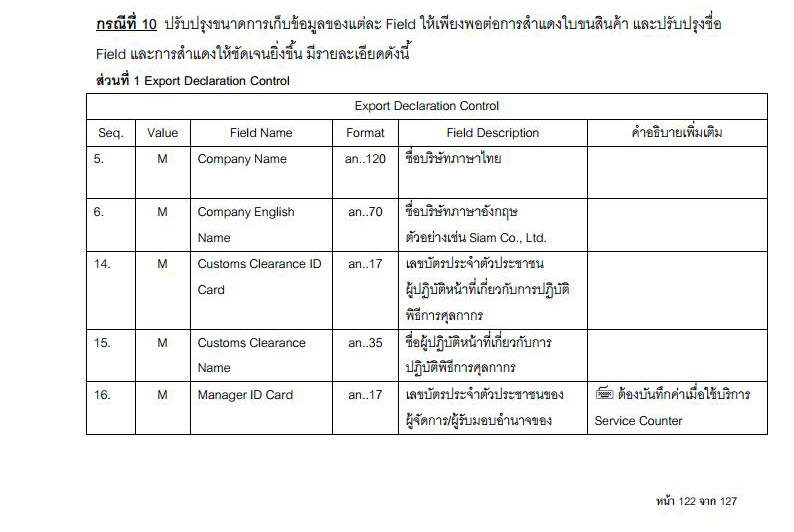 กรณีที่ 10 ปรับปรุงขนาดการเก็บข้อมูลของแต่ละ Field ให้เพียงพอต่อการสำแดงใบขนสินค้า และปรับปรุงชื่อ
Field และการสำแดงให้ชัดเจนยิ่งขึ้น มีรายละเอียดดังนี้
ส่วนที่ 1 Export Declaration Control
Export Declaration Control
Seq. Value Field Name Format Field Description คำอธิบายเพิ่มเติม
5. M Company Name an..120 ชื่อบริษัทภาษาไทย
6. M Company English an..70 ชื่อบริษัทภาษาอังกฤษ
Name ตัวอย่างเช่น Siam Co., Ltd.
14. M Customs Clearance ID an..17 เลขบัตรประจำตัวประชาชน
Card ผู้ปฏิบัติหน้าที่เกี่ยวกับการปฏิบัติ
พิธีการศุลกากร
15. M Customs Clearance an..35 ชื่อผู้ปฏิบัติหน้าที่เกี่ยวกับการ
Name ปฏิบัติพิธีการศุลกากร
16. M Manager ID Card an..17 เลขบัตรประจำตัวประชาชนของ ต้องบันทึกค่าเมื่อใช้บริการ
ผู้จัดการ/ผู้รับมอบอำนาจของ Service Counter
หน้า 122 จาก 127